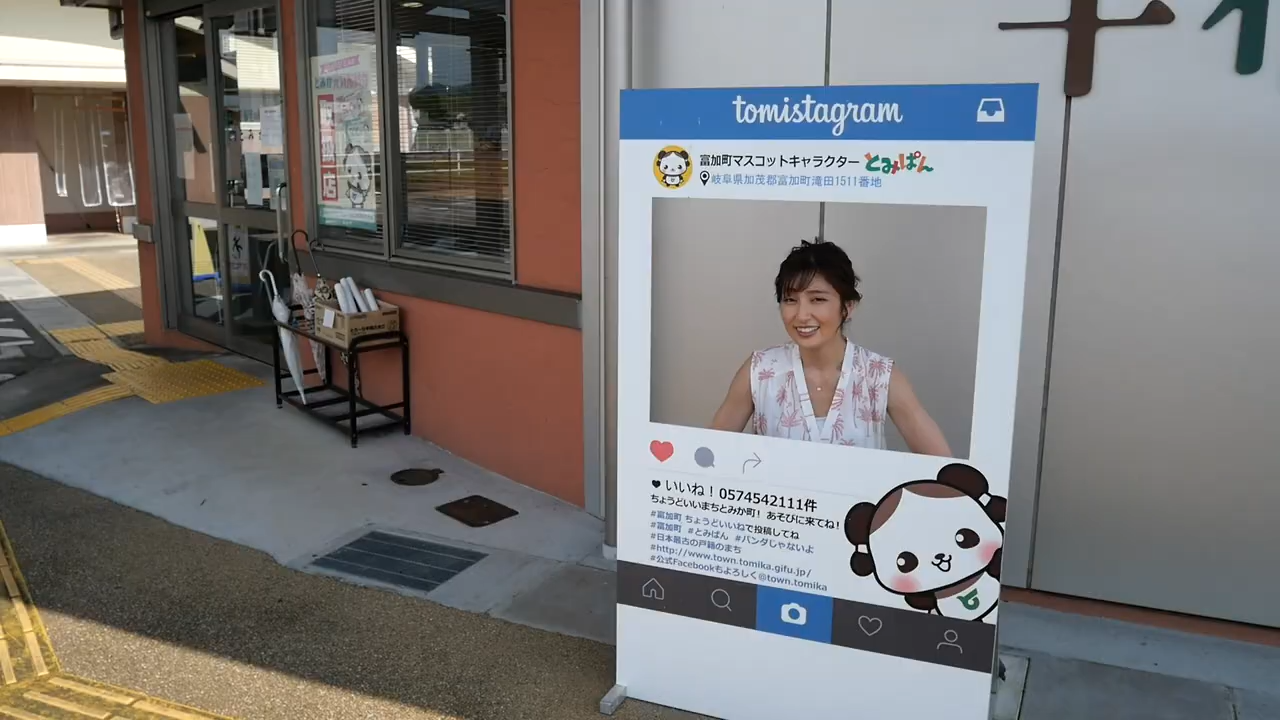 tomistagram
富加町マスコットキャラクター とみぱん
岐阜県加茂郡富加町滝田1511番地
いいね！0574542111件
ちょうどいいまちとみか町！ あそびに来てね！
#富加町 ちょうどいいねで投稿してね
#富加町 #とみぱん #パンダじゃないよ
#日本最古の戸籍のまち
#http://www.town.tomika.gifu.jp/
#公式Facebookもよろしく@town.tomika